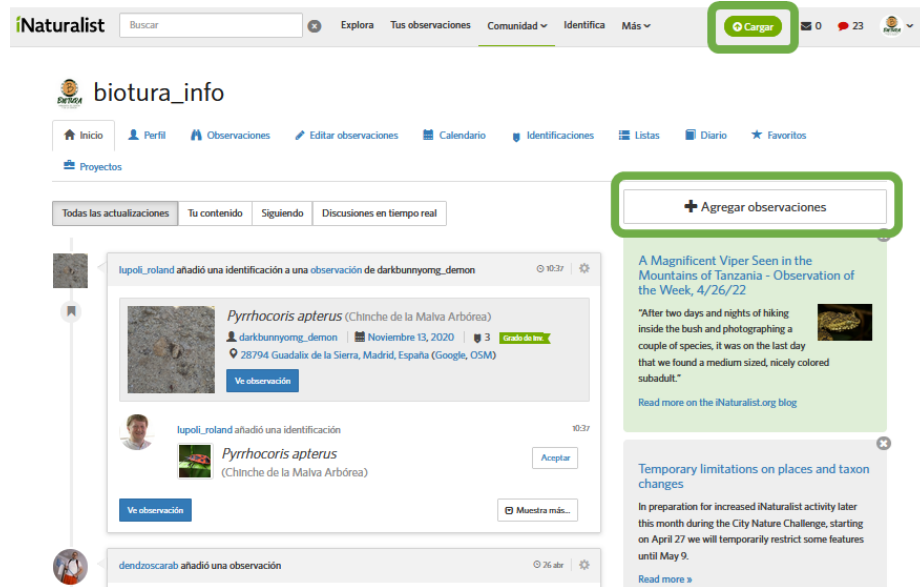 iNaturalist
Buscar
Explora
Tus observaciones
Comunidad
Identifica
Más
Cargar
0
23
BIOTURA
biotura_info
Inicio
Perfil
Observaciones
Editar observaciones
Calendario
Identificaciones
Listas
Diario
Favoritos
Proyectos
Todas las actualizaciones
Tu contenido
Siguiendo
Discusiones en tiempo real
lupoli_roland añadió una identificación a una observación de darkbunnyomg_demon
10:37
Pyrrhocoris apterus (Chinche de la Malva Arbórea)
darkbunnyomg_demon
Noviembre 13, 2020
3
Grado de Inv.
28794 Guadalix de la Sierra, Madrid, España (Google, OSM)
Ve observación
lupoli_roland añadió una identificación
10:37
Pyrrhocoris apterus
(Chinche de la Malva Arbórea)
Aceptar
Ve observación
Muestra más...
dendzoscarab añadió una observación
26 abr
Agregar observaciones
A Magnificent Viper Seen in the
Mountains of Tanzania - Observation of
the Week, 4/26/22
"After two days and nights of hiking
inside the bush and photographing a
couple of species, it was on the last day
that we found a medium sized, nicely colored
subadult."
Read more on the iNaturalist.org blog
Temporary limitations on places and taxon
changes
In preparation for increased iNaturalist activity later
this month during the City Nature Challenge, starting
on April 27 we will temporarily restrict some features
until May 9.
Read more »